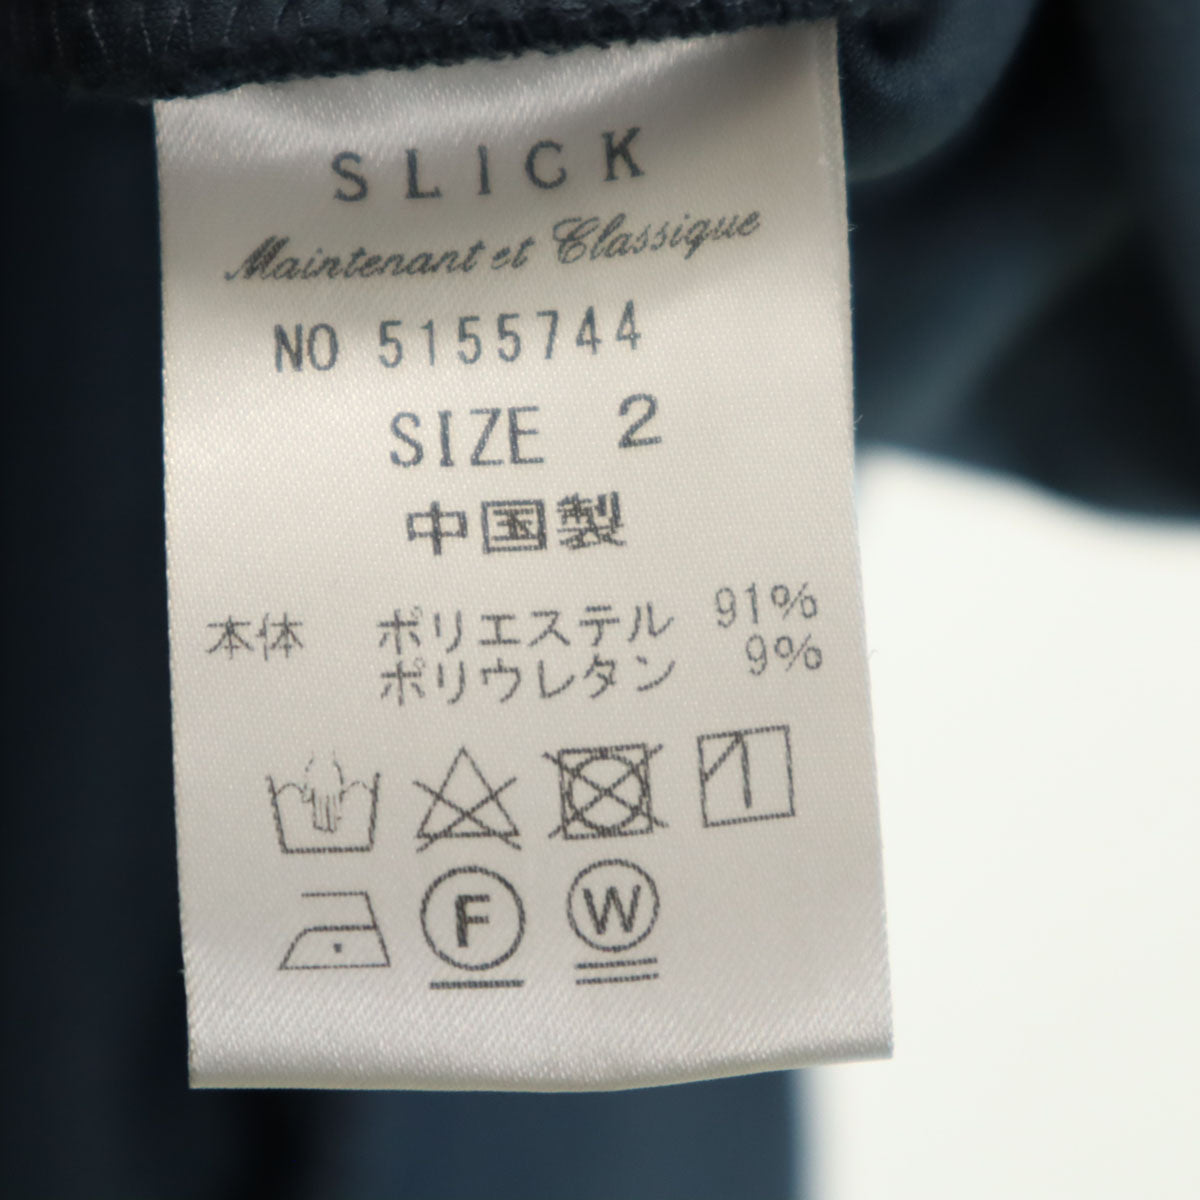 SLICK
Maintenant et Classique
NO 5155744
SIZE 2
中国製
本体 ポリエステル 91%
ポリウレタン 9%
F W